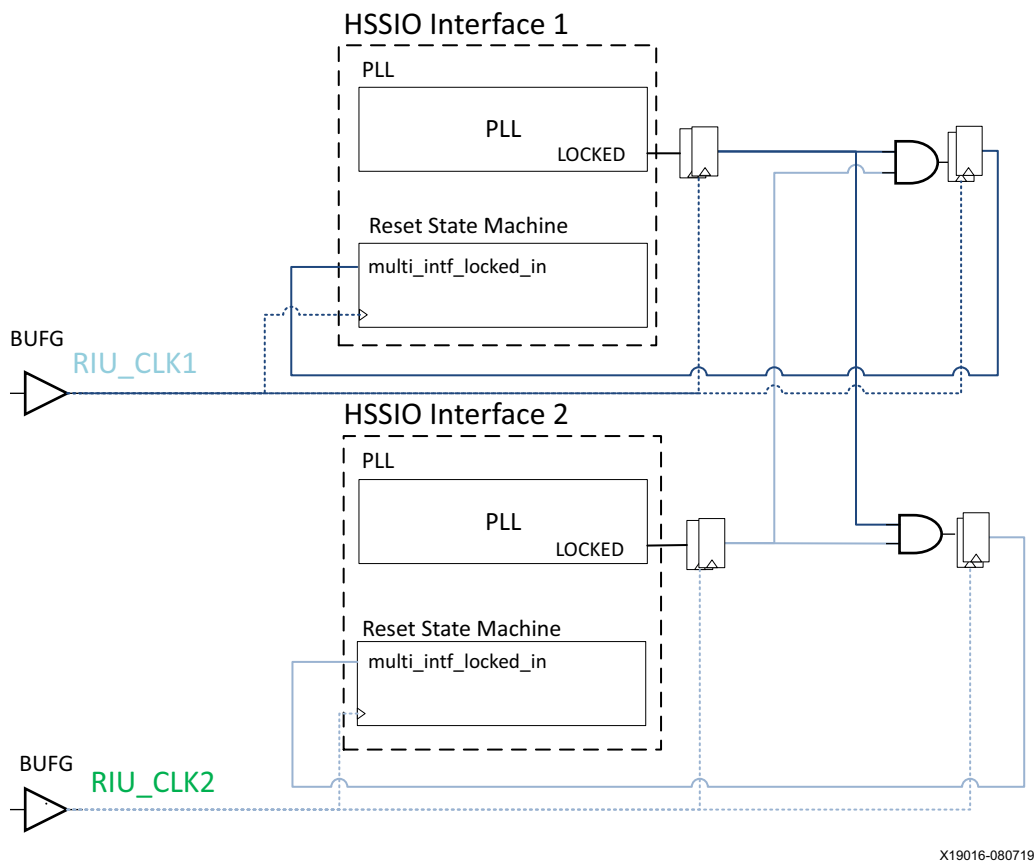 HSSIO Interface 1
PLL
PLL
LOCKED
Reset State Machine
multi_intf_locked_in
BUFG
RIU_CLK1
HSSIO Interface 2
PLL
PLL
LOCKED
Reset State Machine
multi_intf_locked_in
BUFG
RIU_CLK2
X19016-080719